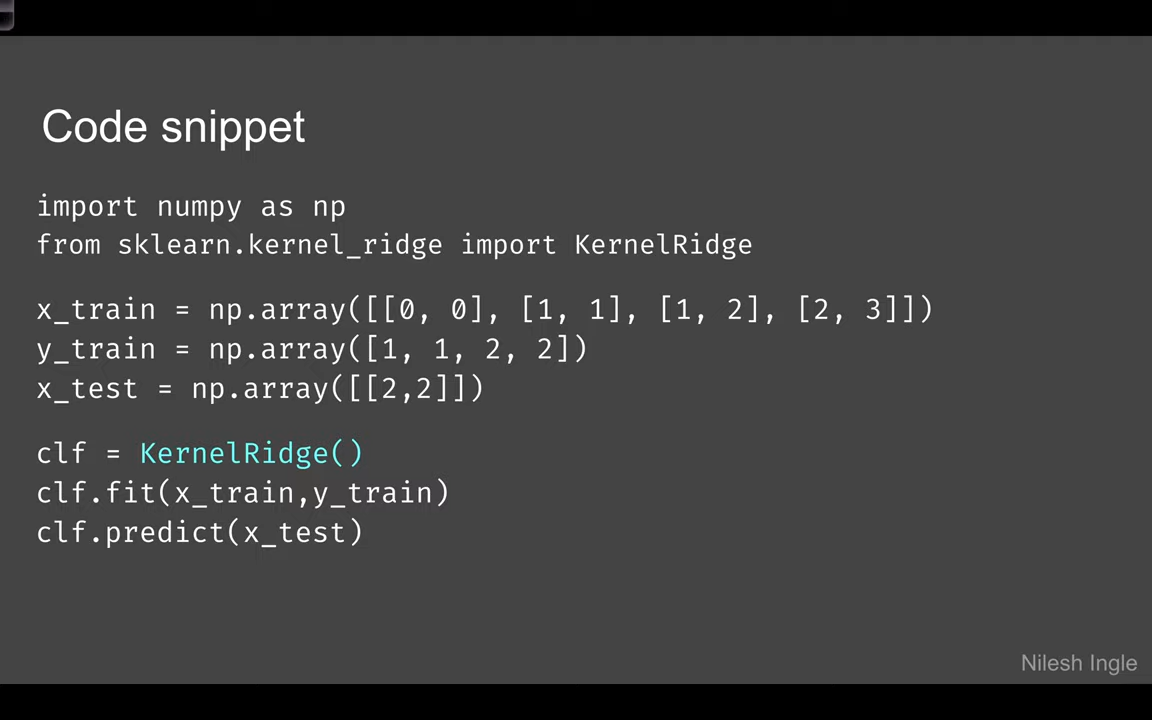 Code snippet
import numpy as np
from sklearn.kernel_ridge import KernelRidge
x_train = np.array([[0, 0], [1, 1], [1, 2], [2, 3]])
y_train = np.array([1, 1, 2, 2])
x_test = np.array([[2,2]])
clf = KernelRidge()
clf.fit(x_train,y_train)
clf.predict(x_test)
Nilesh Ingle